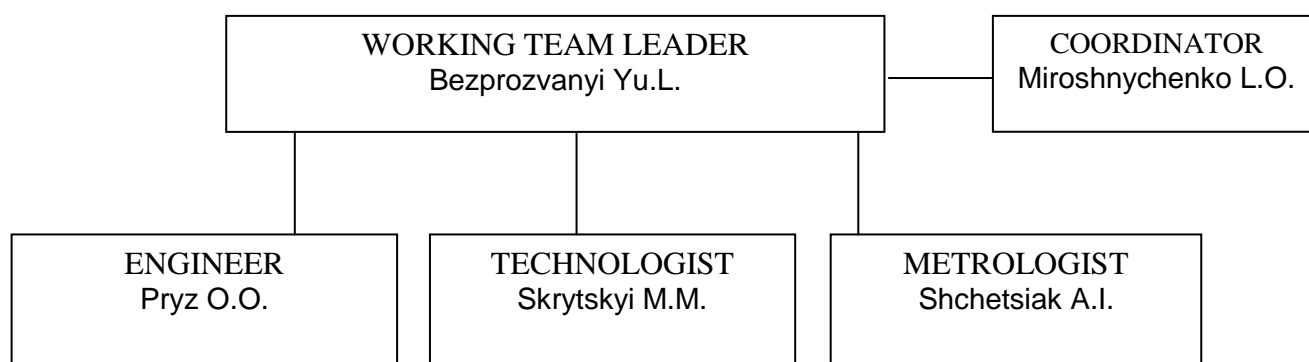 WORKING TEAM LEADER
Bezprozvanyi Yu.L.
COORDINATOR
Miroshnychenko L.O.
ENGINEER
Pryz O.O.
TECHNOLOGIST
Skrytskyi M.M.
METROLOGIST
Shchetsiak A.I.